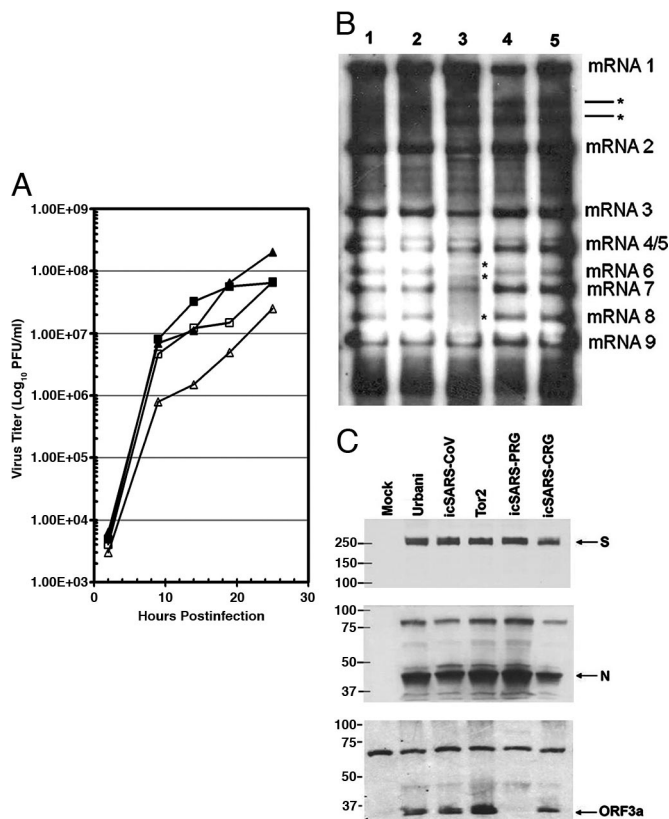 A
1.00E+09
1.00E+08
1.00E+07
1.00E+06
1.00E+05
1.00E+04
1.00E+03
Virus Titer (Log10 PFU/ml)
0 10 20 30
Hours Postinfection
B
1 2 3 4 5
mRNA 1
*
*
mRNA 2
mRNA 3
mRNA 4/5
* mRNA 6
* mRNA 7
* mRNA 8
mRNA 9
C
Mock Urbani icSARS-CoV Tor2 icSARS-PRG icSARS-CRG
250
150
100
S
100
75
50
37
N
100
75
50
37
ORF3a